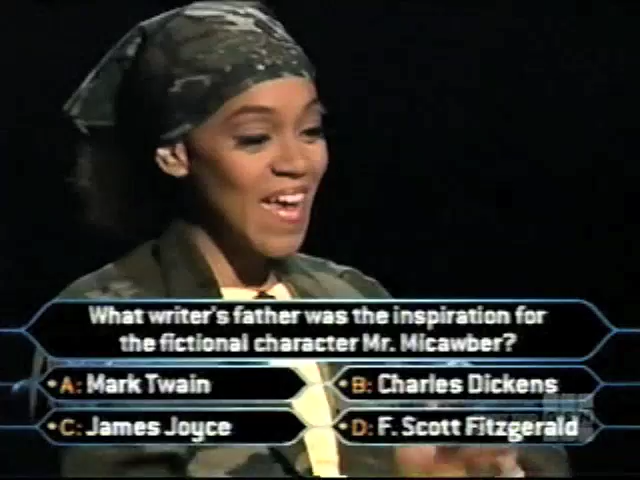 What writer's father was the inspiration for
the fictional character Mr. Micawber?
A: Mark Twain
B: Charles Dickens
C: James Joyce
D: F. Scott Fitzgerald